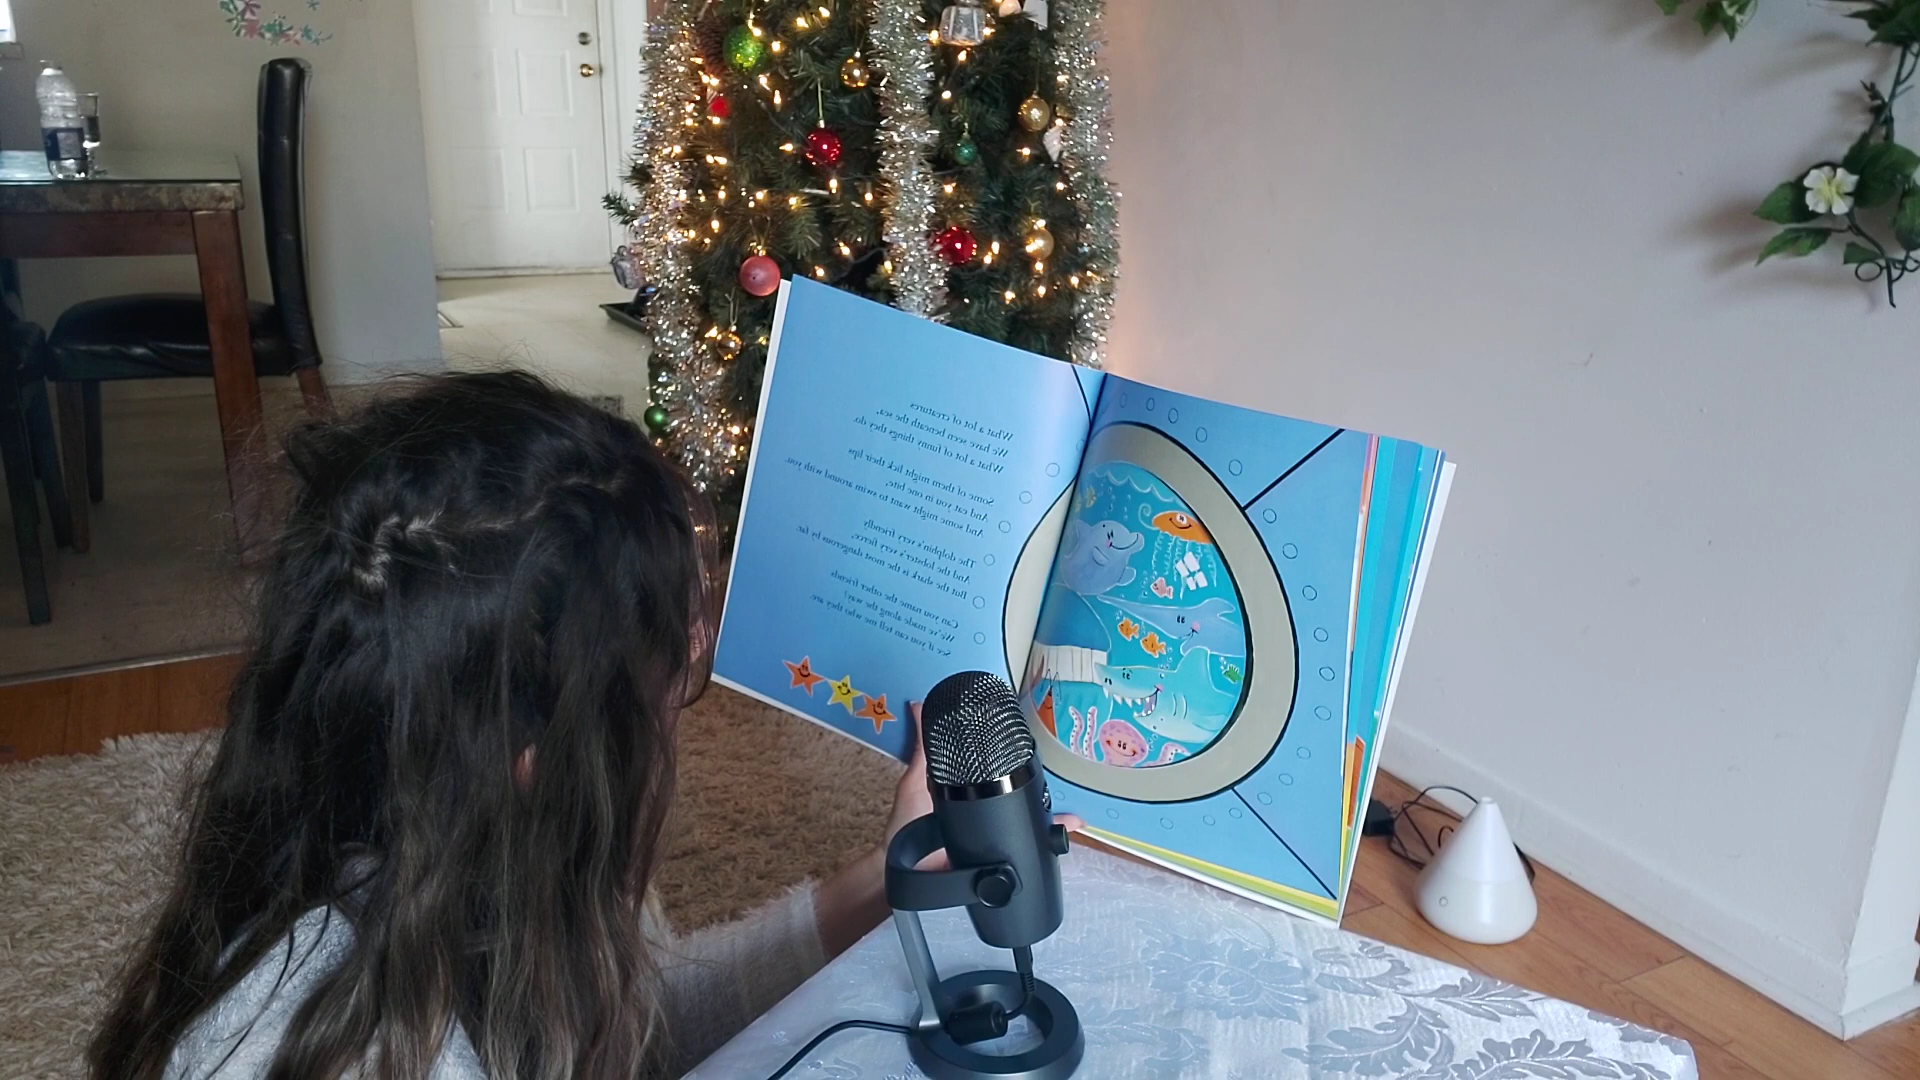 What a lot of creatures
We have seen beneath the sea,
What a lot of funny things they do.
Some of them might lick their lips
And eat you in one bite,
And some might want to swim around with you.
The dolphin's very friendly
And the lobster's very fierce,
But the shark is the most dangerous by far.
Can you name the other friends
We've made along the way?
See if you can tell me who they are.